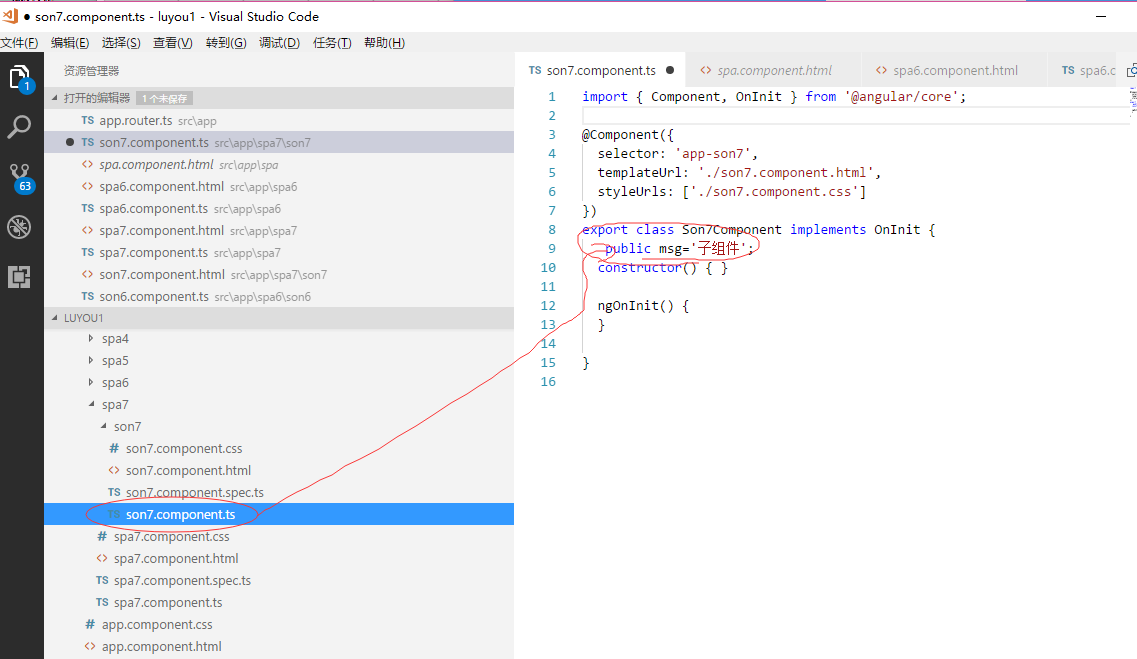 ● son7.component.ts - luyou1 - Visual Studio Code
文件(F) 编辑(E) 选择(S) 查看(V) 转到(G) 调试(D) 任务(T) 帮助(H)
资源管理器
打开的编辑器 1 个未保存
TS app.router.ts src\app
● TS son7.component.ts src\app\spa7\son7
<> spa.component.html src\app\spa
<> spa6.component.html src\app\spa6
TS spa6.component.ts src\app\spa6
<> spa7.component.html src\app\spa7
TS spa7.component.ts src\app\spa7
<> son7.component.html src\app\spa7\son7
TS son6.component.ts src\app\spa6\son6
LUYOU1
spa4
spa5
spa6
spa7
son7
# son7.component.css
<> son7.component.html
TS son7.component.spec.ts
TS son7.component.ts
# spa7.component.css
<> spa7.component.html
TS spa7.component.spec.ts
TS spa7.component.ts
# app.component.css
<> app.component.html
1
63
TS son7.component.ts ● <> spa.component.html <> spa6.component.html TS spa6.c
1 import { Component, OnInit } from '@angular/core';
2
3 @Component({
4 selector: 'app-son7',
5 templateUrl: './son7.component.html',
6 styleUrls: ['./son7.component.css']
7 })
8 export class Son7Component implements OnInit {
9 public msg='子组件';
10 constructor() { }
11
12 ngOnInit() {
13 }
14
15 }
16